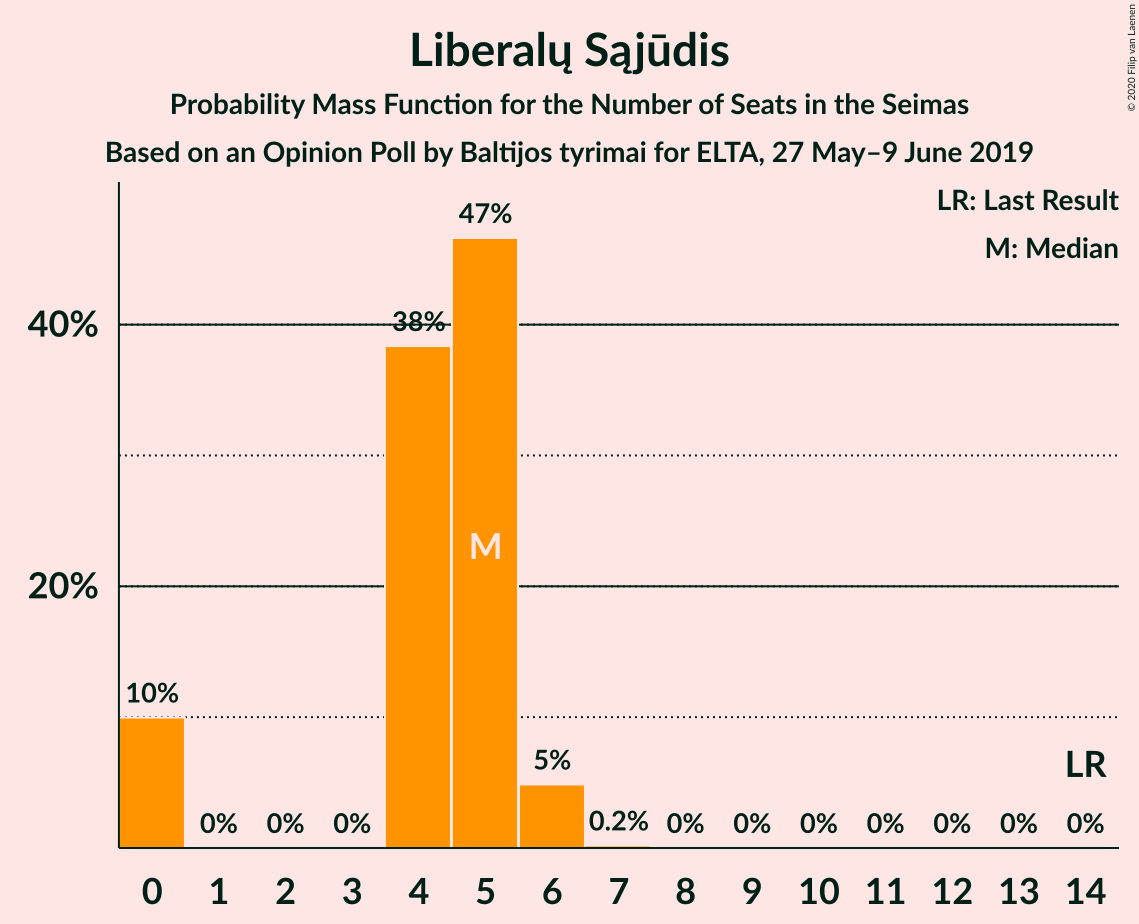 Liberalų Sąjūdis
Probability Mass Function for the Number of Seats in the Seimas
Based on an Opinion Poll by Baltijos tyrimai for ELTA, 27 May–9 June 2019
© 2020 Filip van Laenen
LR: Last Result
M: Median
47%
40%
38%
M
20%
10%
5%
LR
0% 0% 0% 0.2% 0% 0% 0% 0% 0% 0% 0%
0 1 2 3 4 5 6 7 8 9 10 11 12 13 14